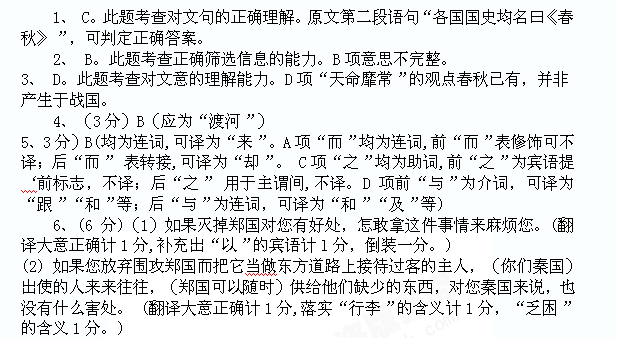 1、 C。此题考查对文句的正确理解。原文第二段语句“各国国史均名曰《春
秋》 ”，可判定正确答案。
2、 B。此题考查正确筛选信息的能力。B项意思不完整。
3、 D。此题考查对文意的理解能力。D项“天命靡常”的观点春秋已有，并非
产生于战国。
4、（3分）B（应为“渡河 ”）
5、3分）B(均为连词,可译为“来 ”。A项“而 ”均为连词,前“而 ”表修饰可不
译；后“而 ” 表转接,可译为“却 ”。 C项“之 ”均为助词,前“之 ”为宾语提
前标志，不译；后“之 ” 用于主谓间,不译。D 项前“与 ”为介词，可译为
“跟 ”“和 ”等；后“与 ”为连词，可译为“和 ”“及 ”等）
6、(6 分) (1) 如果灭掉郑国对您有好处，怎敢拿这件事情来麻烦您。(翻
译大意正确计 1 分,补充出“以 ”的宾语计 1 分，倒装一分。）
(2) 如果您放弃围攻郑国而把它当做东方道路上接待过客的主人，（你们秦国）
出使的人来来往往，（郑国可以随时）供给他们缺少的东西，对您秦国来说，也
没有什么害处。 (翻译大意正确计 1 分,落实“行李 ”的含义计 1 分，“乏困 ”
的含义 1 分。）